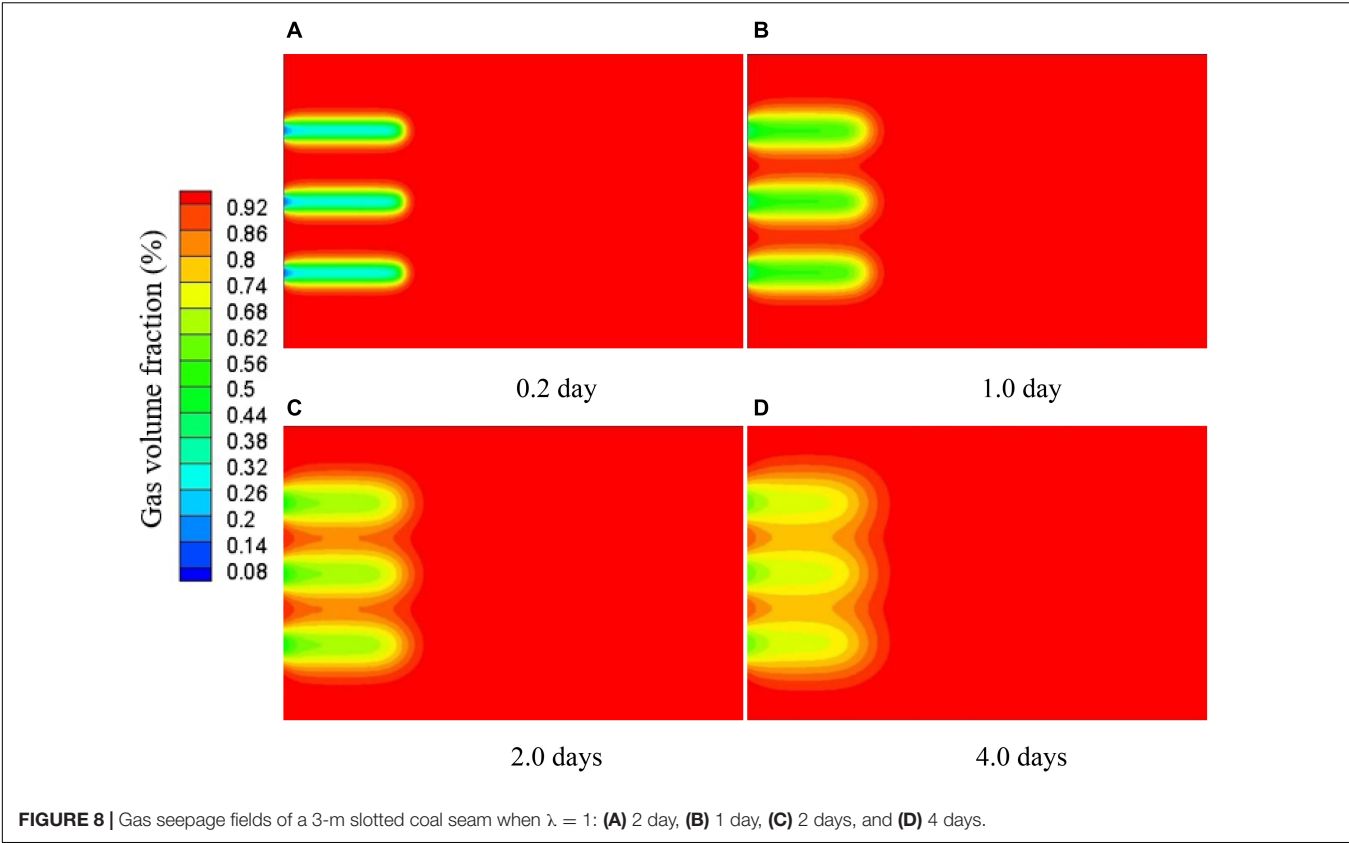 A
B
Gas volume fraction (%)
0.92
0.86
0.8
0.74
0.68
0.62
0.56
0.5
0.44
0.38
0.32
0.26
0.2
0.14
0.08
0.2 day
1.0 day
C
D
2.0 days
4.0 days
FIGURE 8 | Gas seepage fields of a 3-m slotted coal seam when λ = 1: (A) 2 day, (B) 1 day, (C) 2 days, and (D) 4 days.